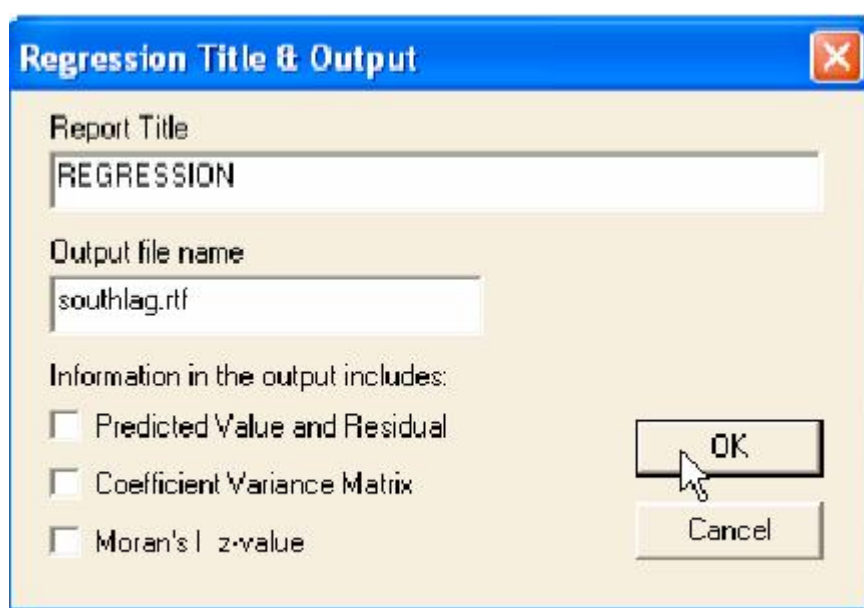 Regression Title & Output
Report Title
REGRESSION
Output file name
southlag.rtf
Information in the output includes:
Predicted Value and Residual
Coefficient Variance Matrix
Moran's I z-value
OK
Cancel